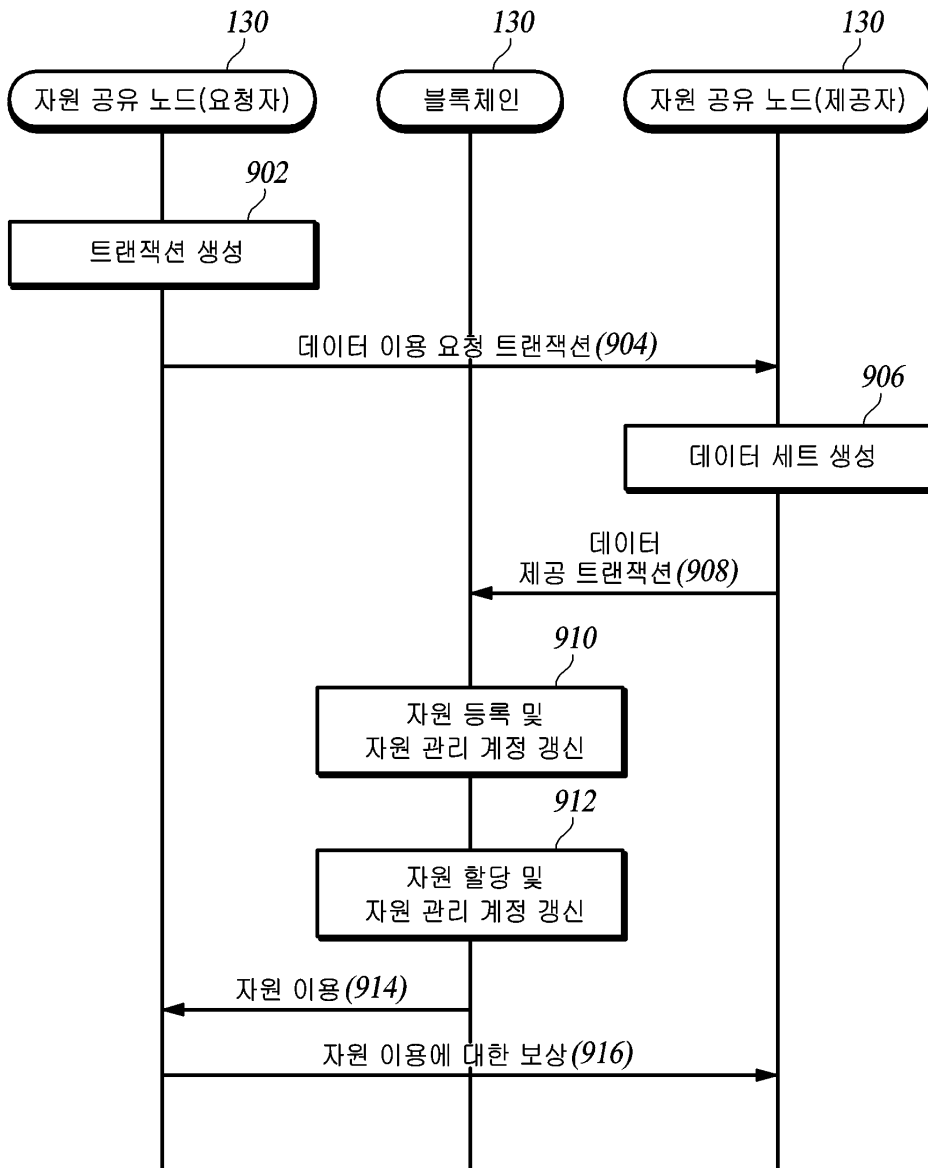 130
130
130
자원 공유 노드(요청자)
블록체인
자원 공유 노드(제공자)
902
트랜잭션 생성
데이터 이용 요청 트랜잭션(904)
906
데이터 세트 생성
데이터
제공 트랜잭션(908)
910
자원 등록 및
자원 관리 계정 갱신
912
자원 할당 및
자원 관리 계정 갱신
자원 이용(914)
자원 이용에 대한 보상(916)